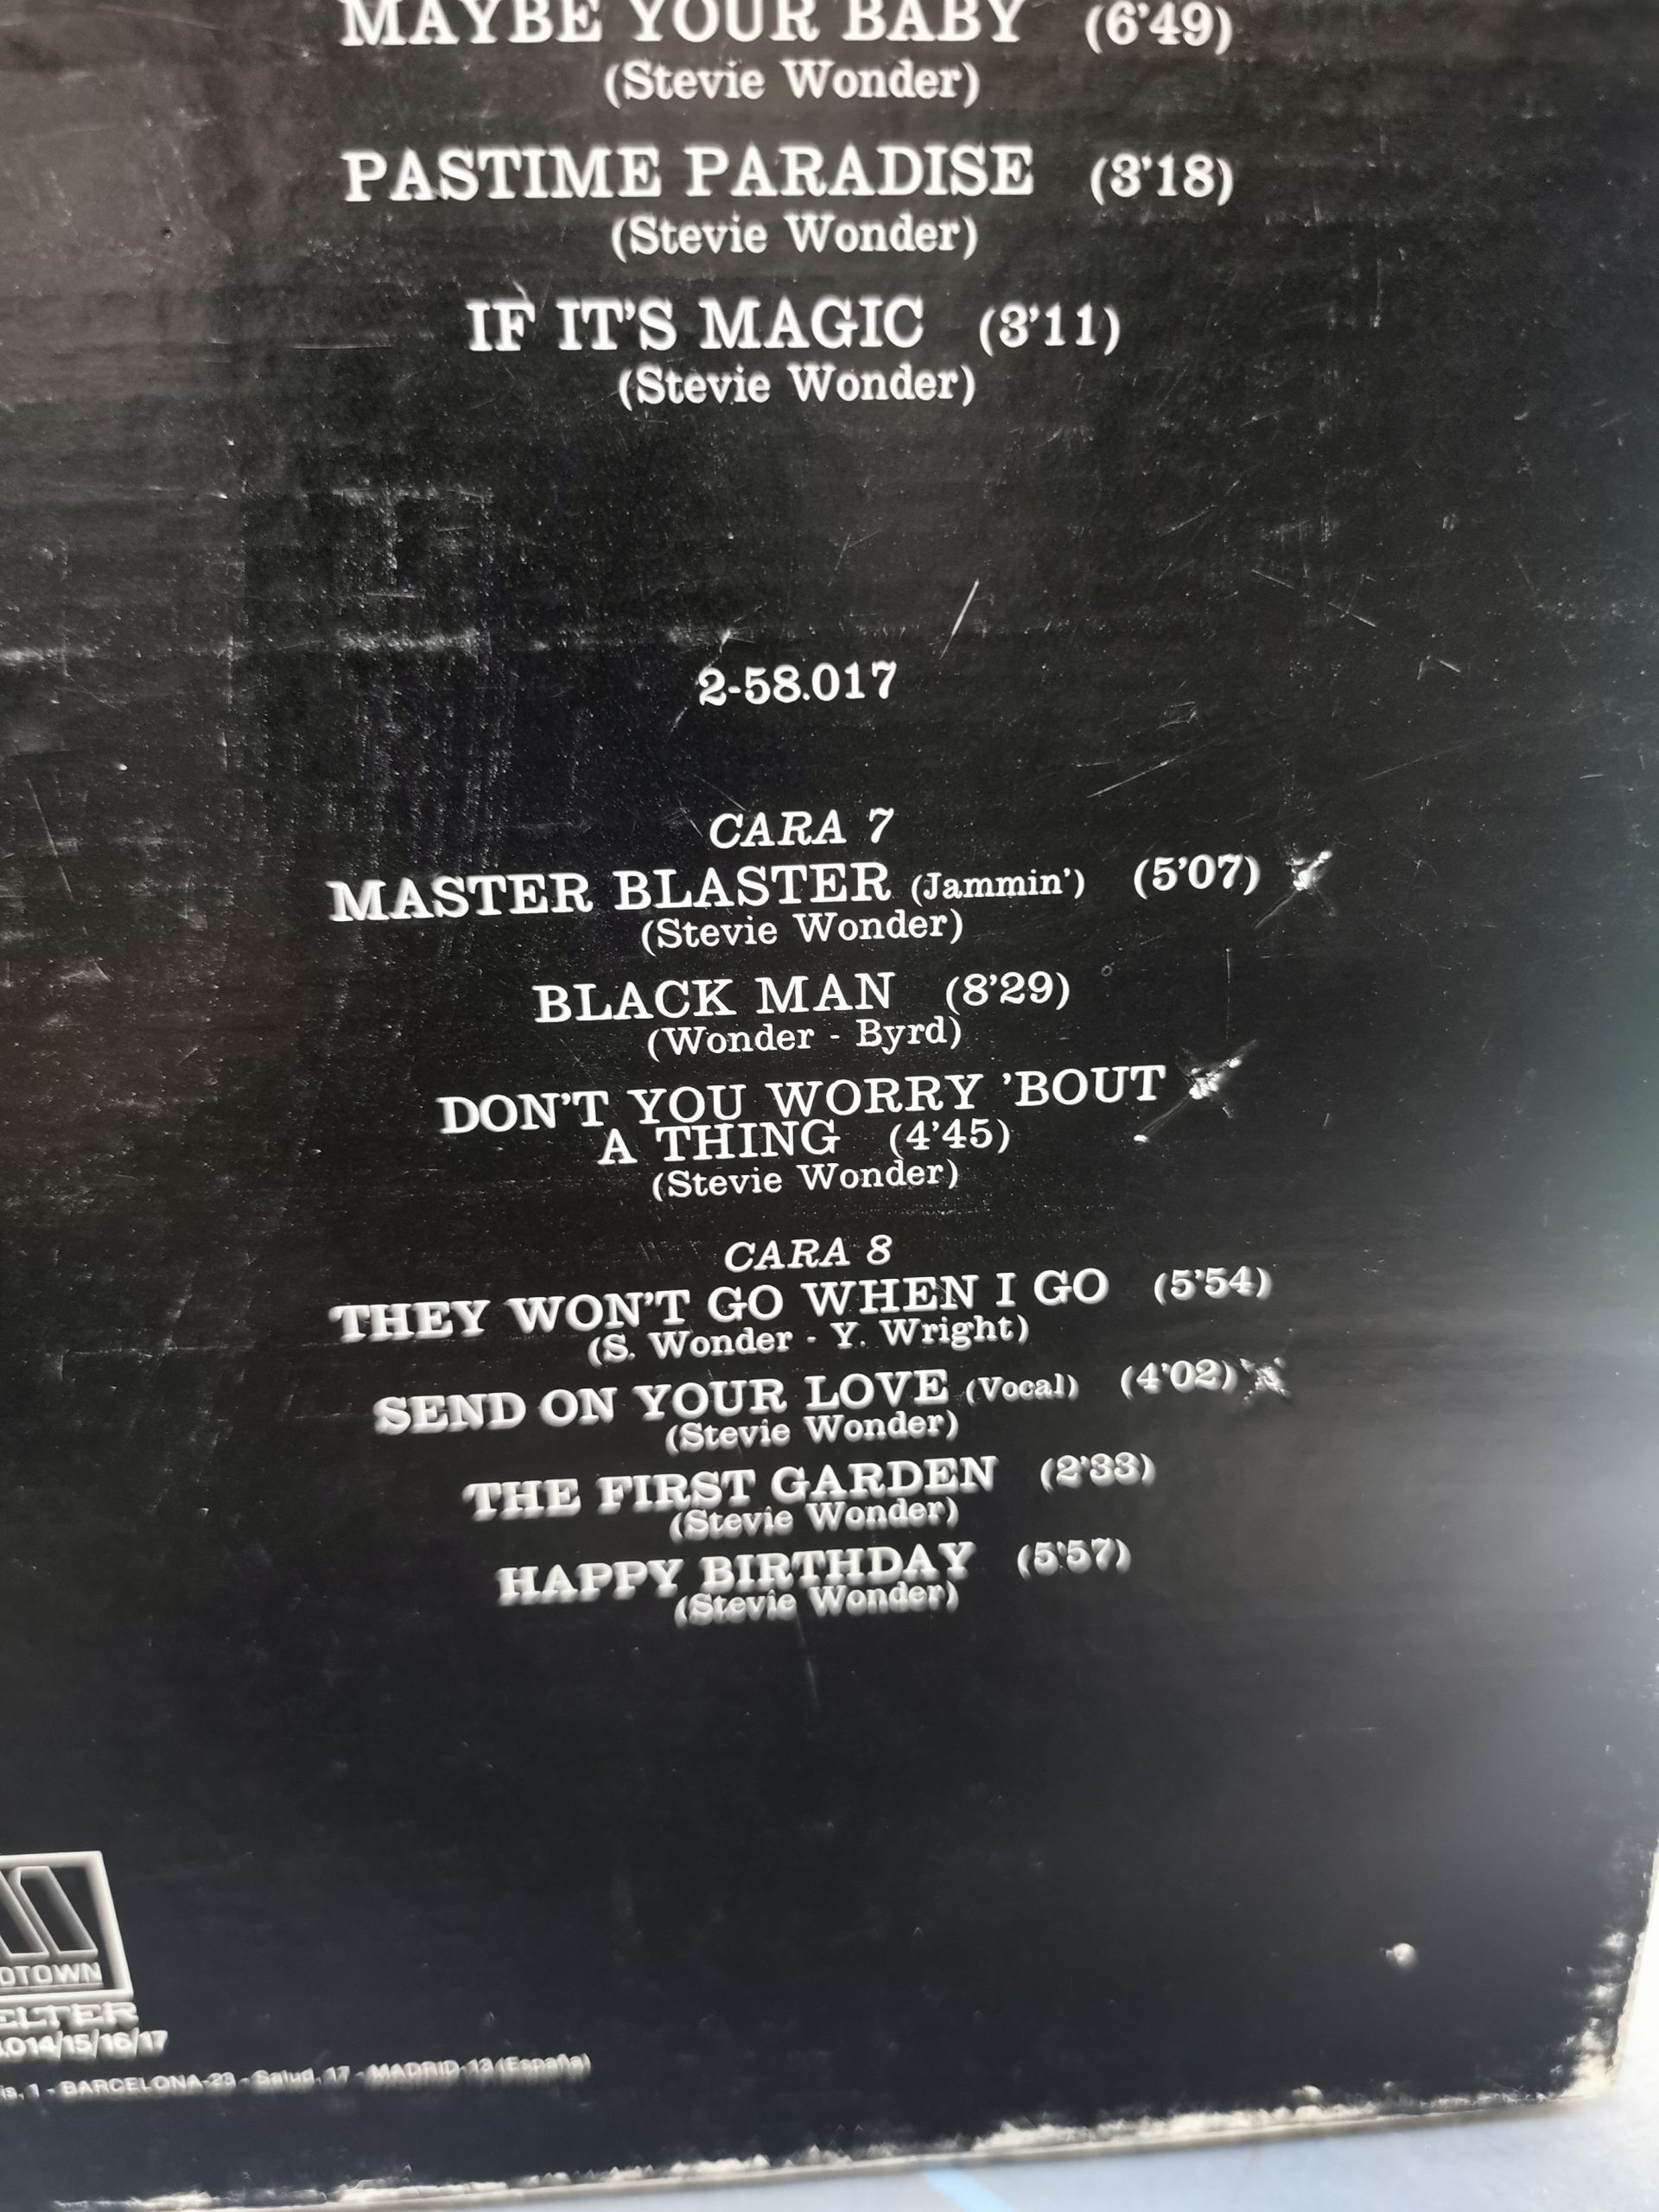 MAYBE YOUR BABY (6'49)
(Stevie Wonder)
PASTIME PARADISE (3'18)
(Stevie Wonder)
IF IT'S MAGIC (3'11)
(Stevie Wonder)
2-58.017
CARA 7
MASTER BLASTER (Jammin') (5'07)
(Stevie Wonder)
BLACK MAN (8'29)
(Wonder - Byrd)
DON'T YOU WORRY 'BOUT
A THING (4'45)
(Stevie Wonder)
CARA 8
THEY WON'T GO WHEN I GO (5'54)
(S. Wonder - Y. Wright)
SEND ON YOUR LOVE (Vocal) (4'02)
(Stevie Wonder)
THE FIRST GARDEN (2'33)
(Stevie Wonder)
HAPPY BIRTHDAY (5'57)
(Stevie Wonder)
OTOWN
ELTER
.014/15/16/17
is, 1 - BARCELONA-23 - Salud, 17 - MADRID-13 (España)